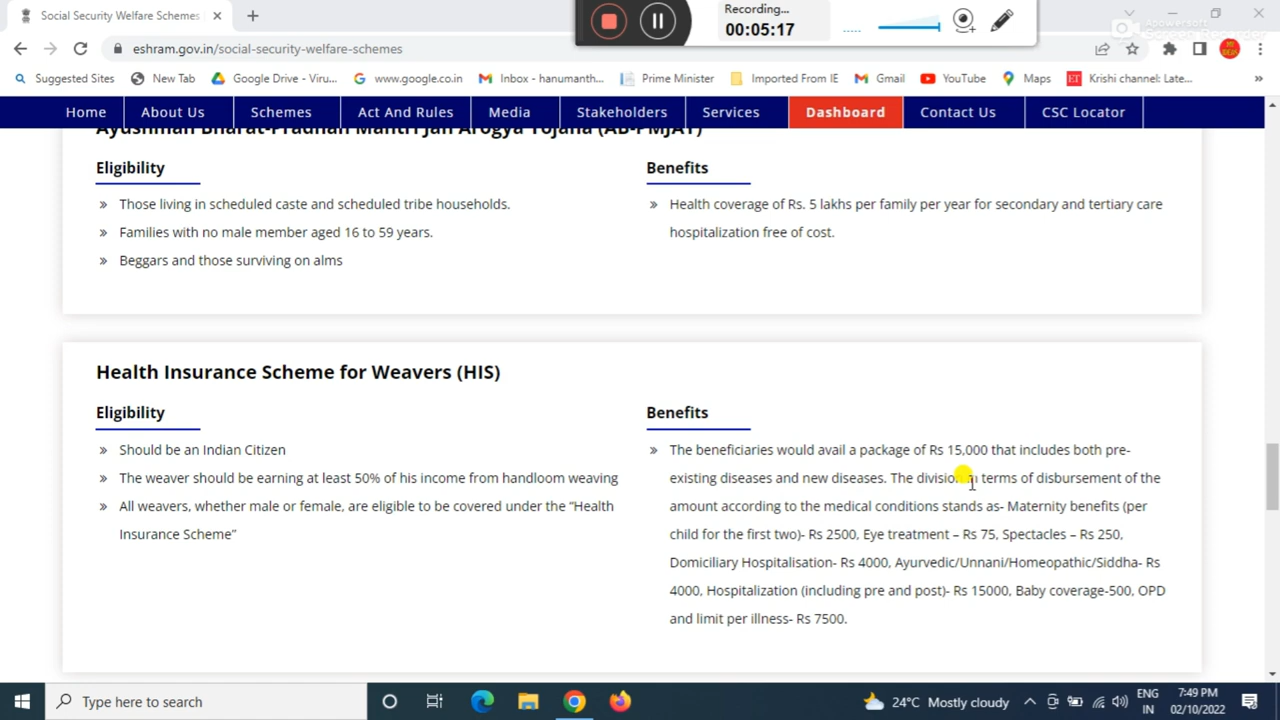 Social Security Welfare Schemes
Recording...
00:05:17
Apowersoft
Screen Recorder
eshram.gov.in/social-security-welfare-schemes
Suggested Sites New Tab Google Drive - Viru... www.google.co.in Inbox - hanumanth... Prime Minister Imported From IE Gmail YouTube Maps Krishi channel: Late... »
Home About Us Schemes Act And Rules Media Stakeholders Services Dashboard Contact Us CSC Locator
Ayushman Bharat-Pradhan Mantri Jan Arogya Yojana (AB-PMJAY)
Eligibility
» Those living in scheduled caste and scheduled tribe households.
» Families with no male member aged 16 to 59 years.
» Beggars and those surviving on alms
Benefits
» Health coverage of Rs. 5 lakhs per family per year for secondary and tertiary care
hospitalization free of cost.
Health Insurance Scheme for Weavers (HIS)
Eligibility
» Should be an Indian Citizen
» The weaver should be earning at least 50% of his income from handloom weaving
» All weavers, whether male or female, are eligible to be covered under the “Health
Insurance Scheme”
Benefits
» The beneficiaries would avail a package of Rs 15,000 that includes both pre-
existing diseases and new diseases. The division in terms of disbursement of the
amount according to the medical conditions stands as- Maternity benefits (per
child for the first two)- Rs 2500, Eye treatment – Rs 75, Spectacles – Rs 250,
Domiciliary Hospitalisation- Rs 4000, Ayurvedic/Unnani/Homeopathic/Siddha- Rs
4000, Hospitalization (including pre and post)- Rs 15000, Baby coverage-500, OPD
and limit per illness- Rs 7500.
Type here to search
24°C Mostly cloudy
ENG
IN
7:49 PM
02/10/2022